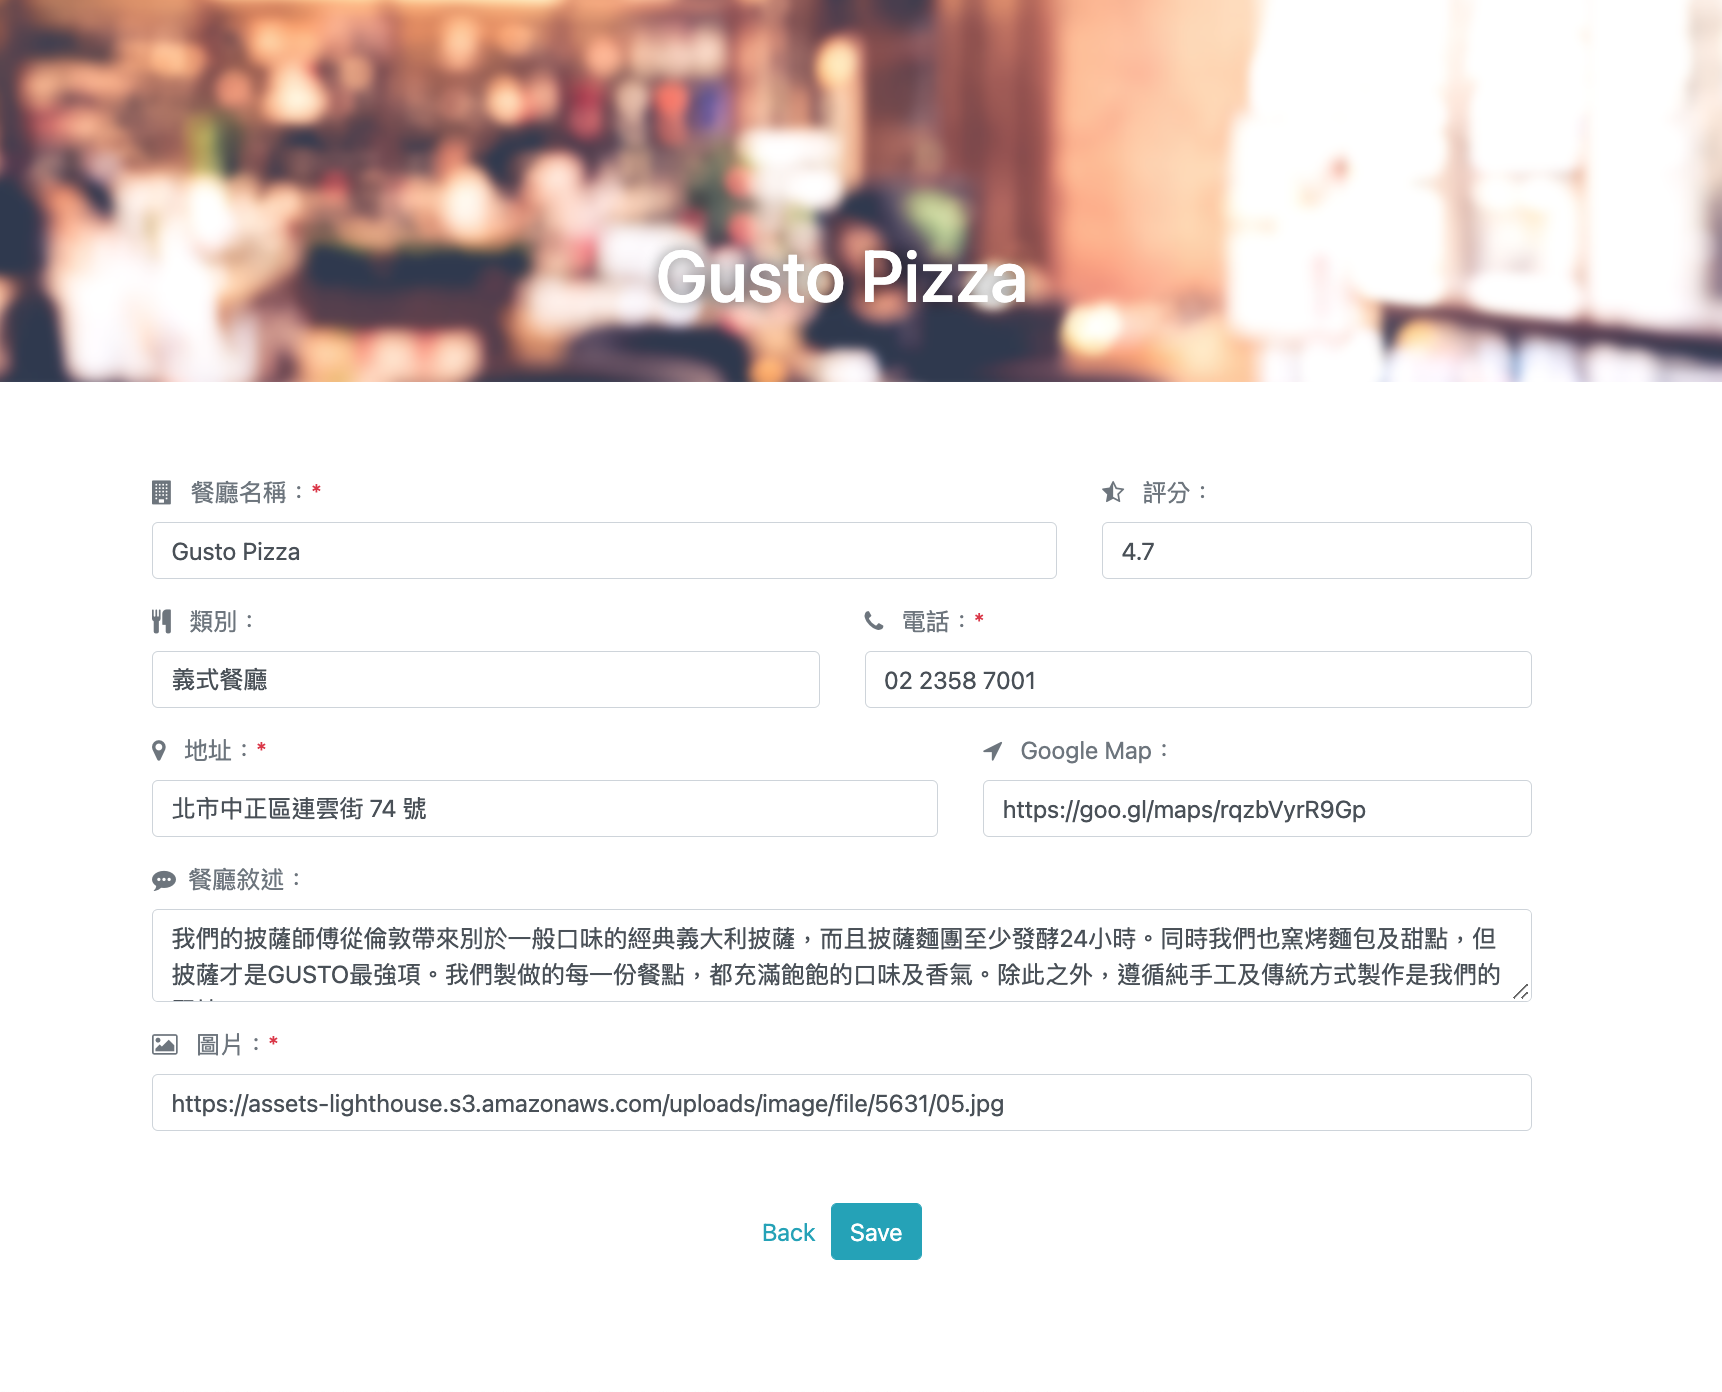 Gusto Pizza
餐廳名稱：*
評分：
Gusto Pizza
4.7
類別：
電話：*
義式餐廳
02 2358 7001
地址：*
Google Map：
北市中正區連雲街 74 號
https://goo.gl/maps/rqzbVyrR9Gp
餐廳敘述：
我們的披薩師傅從倫敦帶來別於一般口味的經典義大利披薩，而且披薩麵團至少發酵24小時。同時我們也窯烤麵包及甜點，但
披薩才是GUSTO最強項。我們製做的每一份餐點，都充滿飽飽的口味及香氣。除此之外，遵循純手工及傳統方式製作是我們的
圖片：*
https://assets-lighthouse.s3.amazonaws.com/uploads/image/file/5631/05.jpg
Back
Save